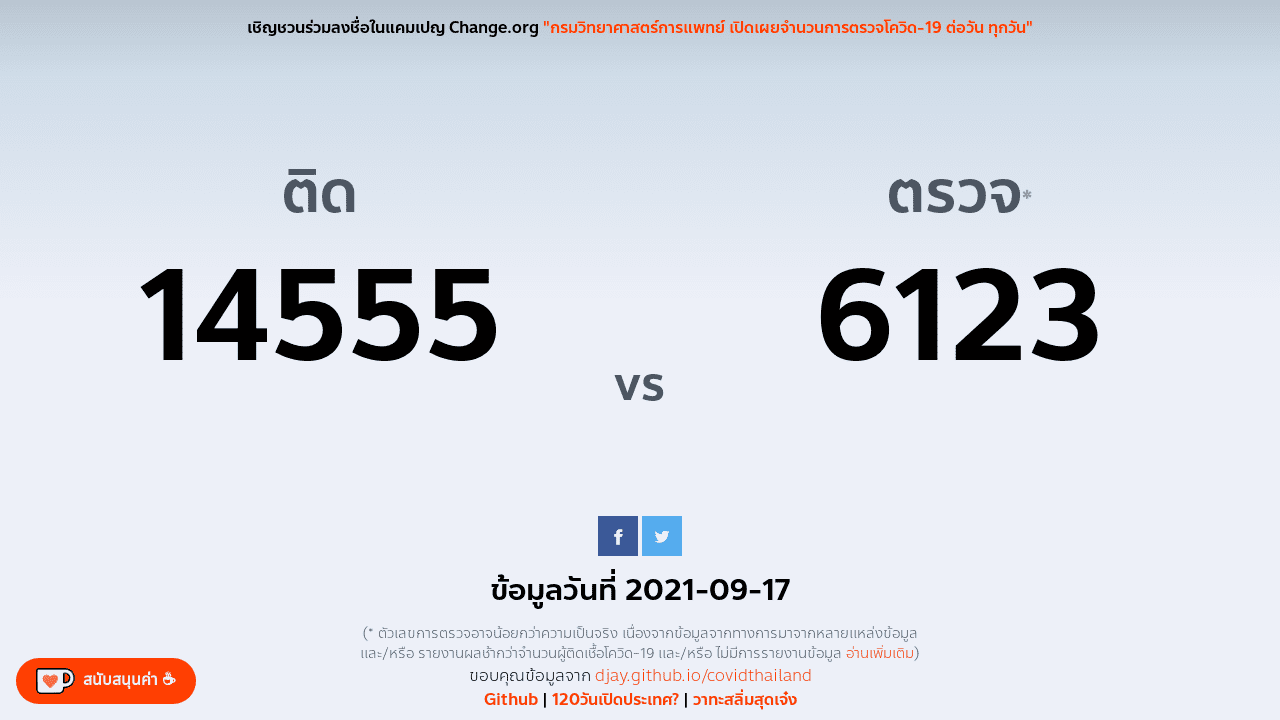 เชิญชวนร่วมลงชื่อในแคมเปญ Change.org "กรมวิทยาศาสตร์การแพทย์ เปิดเผยจำนวนการตรวจโควิด-19 ต่อวัน ทุกวัน"
ติด
14555
vs
ตรวจ*
6123
ข้อมูลวันที่ 2021-09-17
(* ตัวเลขการตรวจอาจน้อยกว่าความเป็นจริง เนื่องจากข้อมูลจากทางการมาจากหลายแหล่งข้อมูล
และ/หรือ รายงานผลช้ากว่าจำนวนผู้ติดเชื้อโควิด-19 และ/หรือ ไม่มีการรายงานข้อมูล อ่านเพิ่มเติม)
ขอบคุณข้อมูลจาก djay.github.io/covidthailand
Github | 120วันเปิดประเทศ? | วาทะสลิ่มสุดเจ๋ง
สนับสนุนค่า ☕